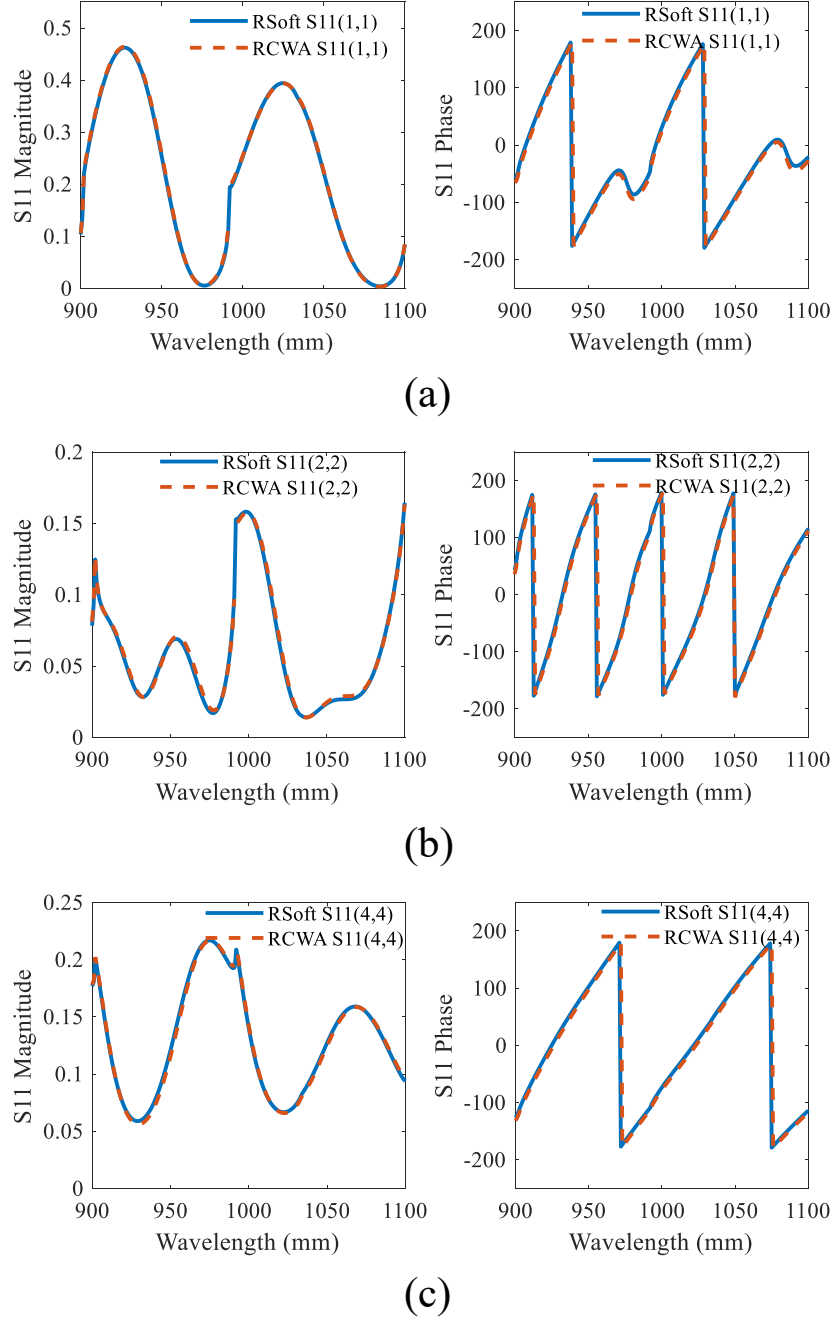 RSoft S11(1,1)
RCWA S11(1,1)
S11 Magnitude
0.5
0.4
0.3
0.2
0.1
0
900 950 1000 1050 1100
Wavelength (mm)
RSoft S11(1,1)
RCWA S11(1,1)
S11 Phase
200
100
0
-100
-200
900 950 1000 1050 1100
Wavelength (mm)
(a)
RSoft S11(2,2)
RCWA S11(2,2)
S11 Magnitude
0.2
0.15
0.1
0.05
0
900 950 1000 1050 1100
Wavelength (mm)
RSoft S11(2,2)
RCWA S11(2,2)
S11 Phase
200
100
0
-100
-200
900 950 1000 1050 1100
Wavelength (mm)
(b)
RSoft S11(4,4)
RCWA S11(4,4)
S11 Magnitude
0.25
0.2
0.15
0.1
0.05
0
900 950 1000 1050 1100
Wavelength (mm)
RSoft S11(4,4)
RCWA S11(4,4)
S11 Phase
200
100
0
-100
-200
900 950 1000 1050 1100
Wavelength (mm)
(c)